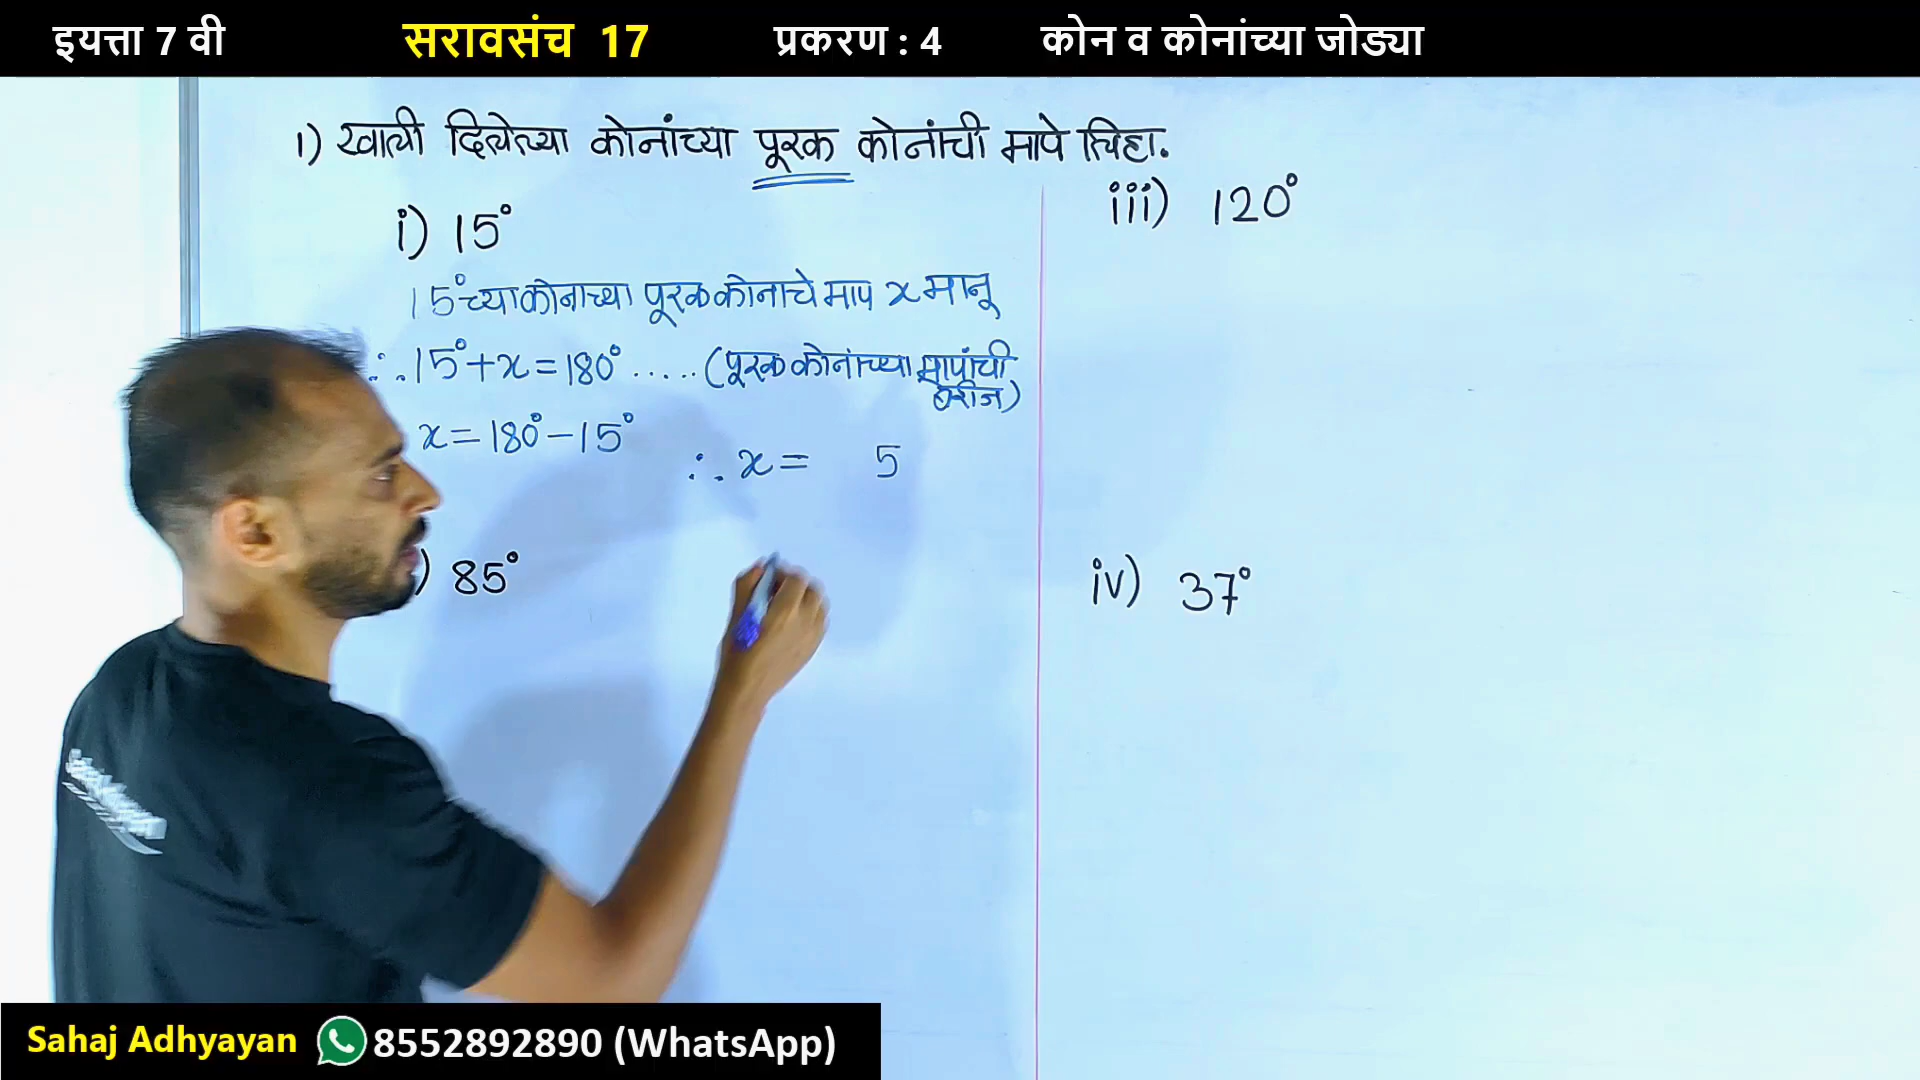 इयत्ता 7 वी सरावसंच 17 प्रकरण : 4 कोन व कोनांच्या जोड्या
1) खाली दिलेल्या कोनांच्या पूरक कोनांची मापे लिहा.
i) 15°
15°च्या कोनाच्या पूरक कोनाचे माप x मानू
∴ 15° + x = 180° ..... (पूरक कोनांच्या मापांची बेरीज)
x = 180° – 15°
∴ x = 5
) 85°
iii) 120°
iv) 37°
Sahaj Adhyayan 8552892890 (WhatsApp)